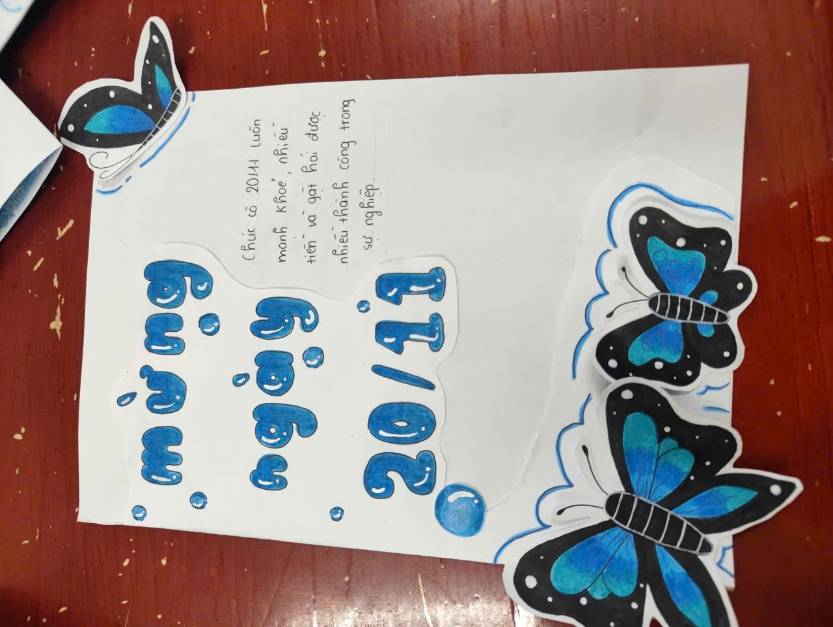 mừng
ngày
20/11
Chúc cô 20/11 luôn
mạnh khoẻ, nhiều
tiền và gặt hái được
nhiều thành công trong
sự nghiệp.